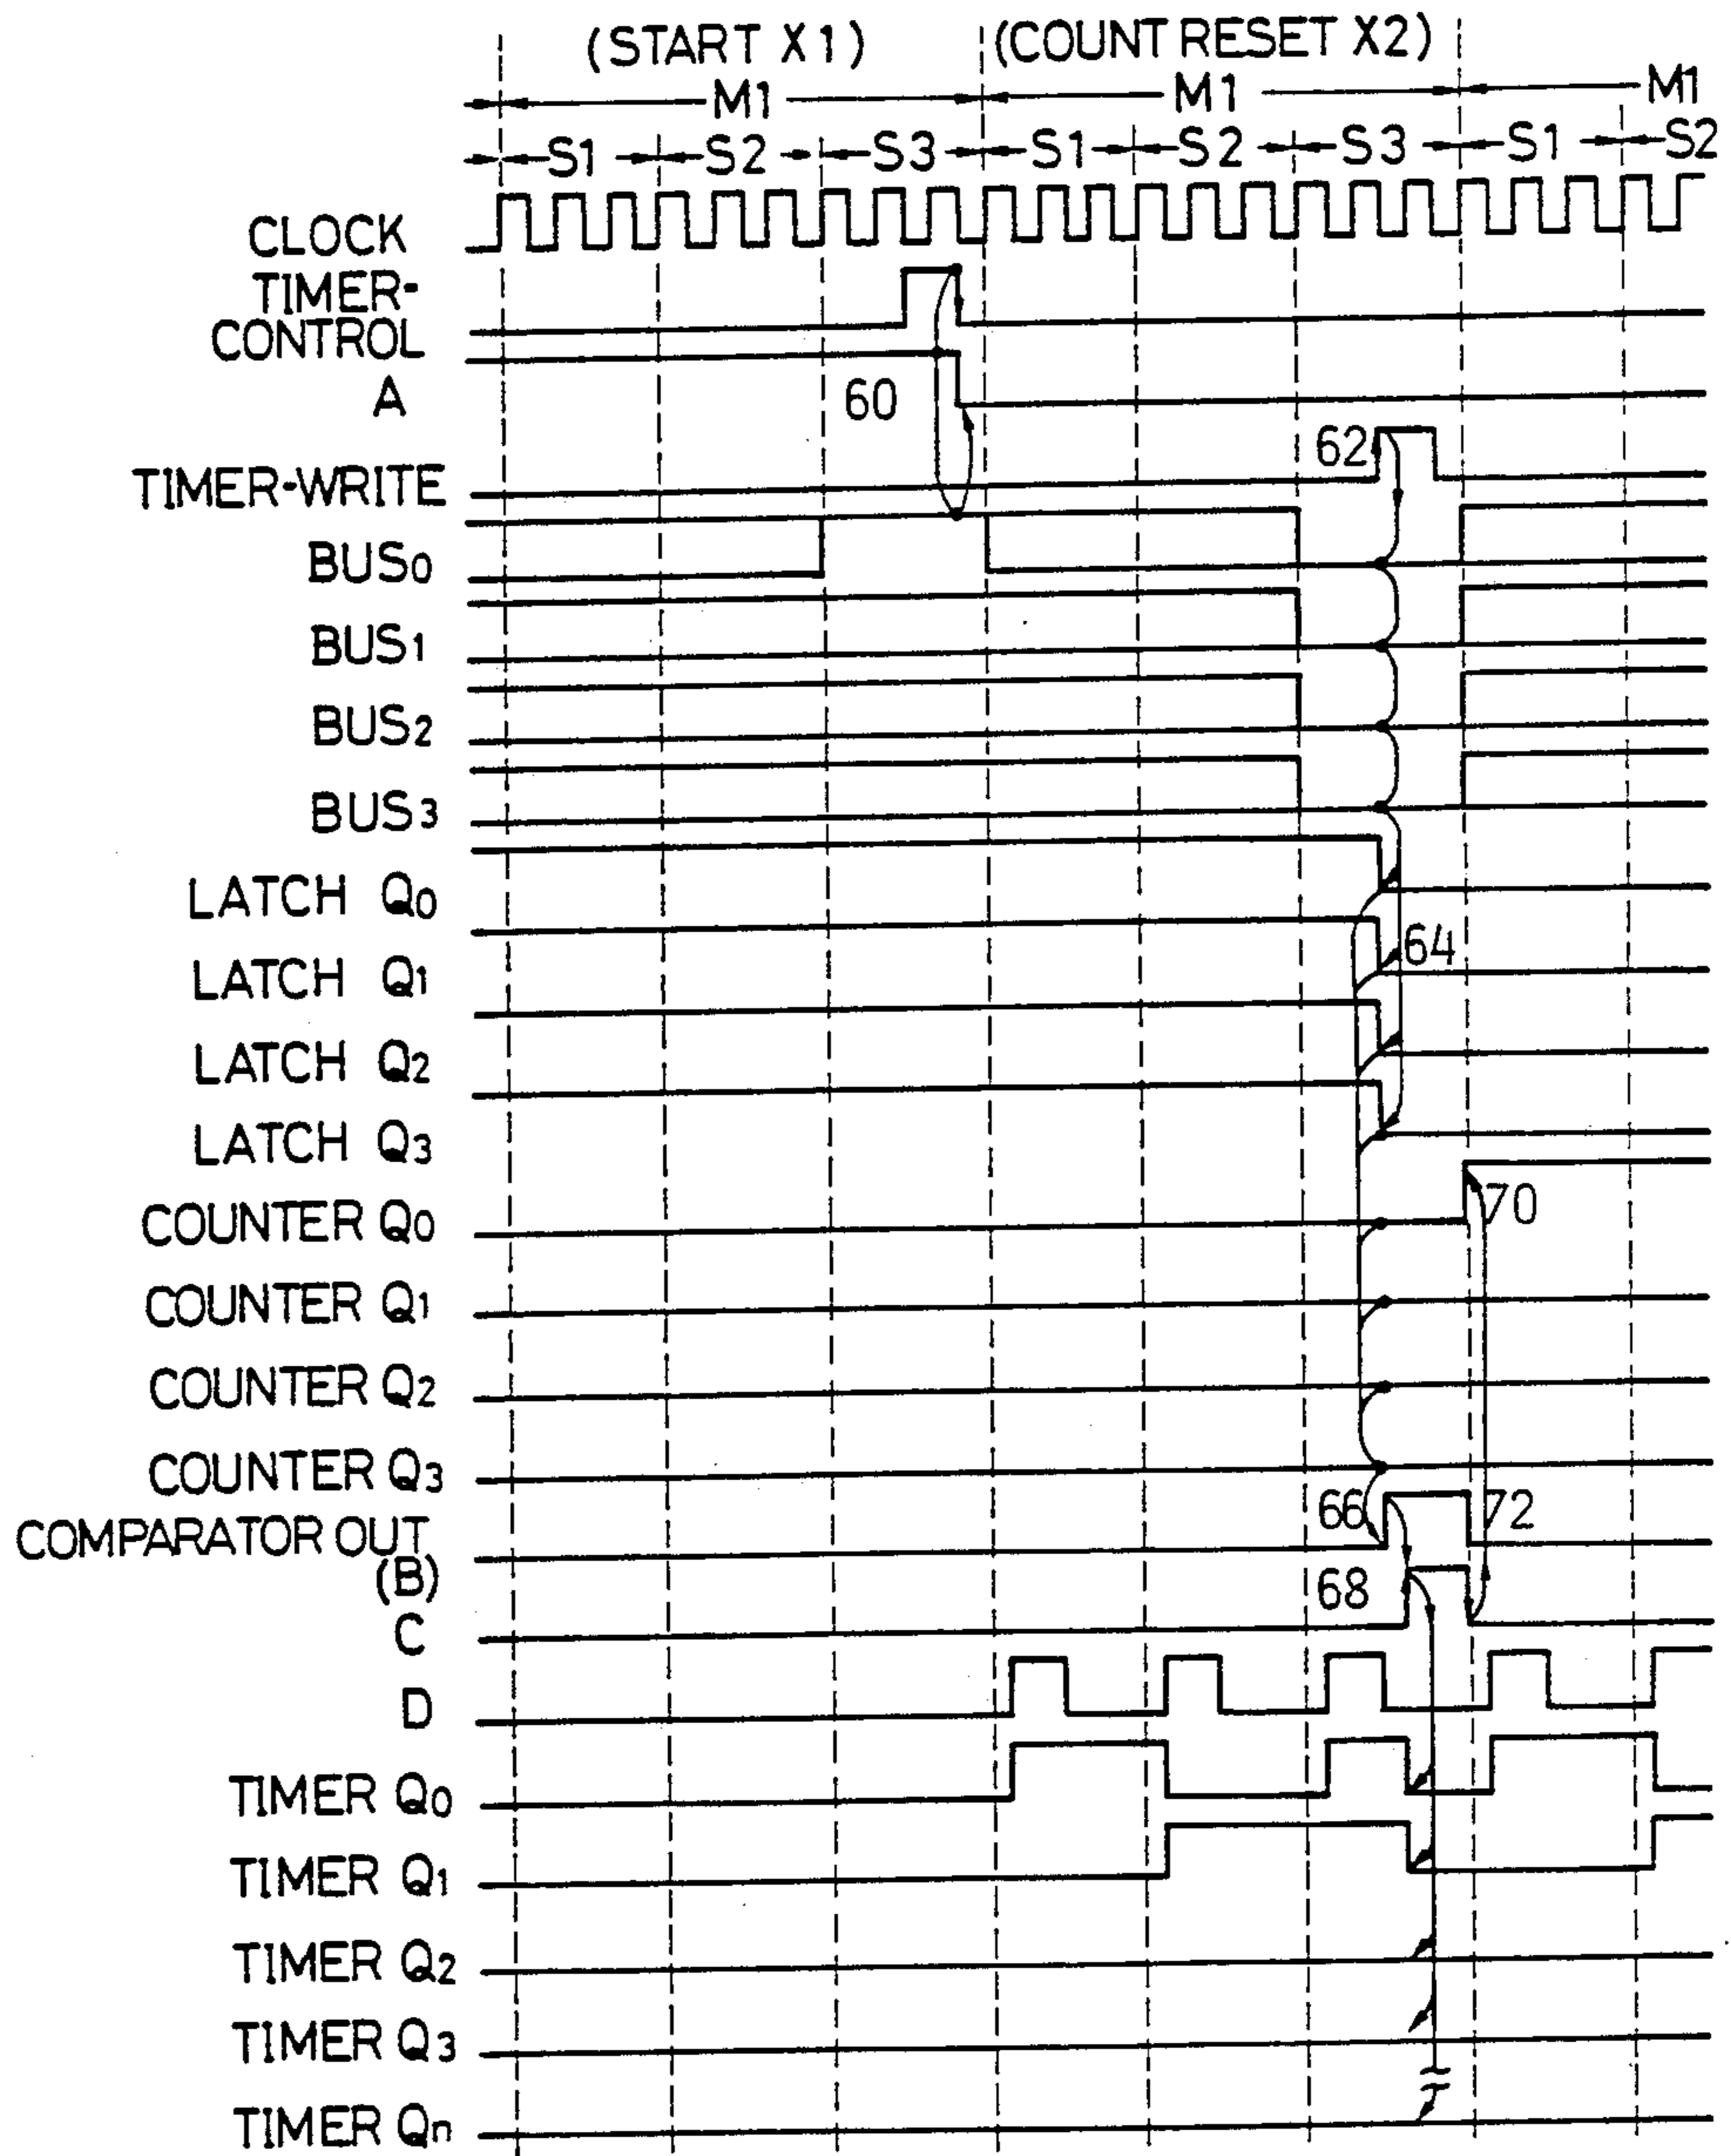 (START X1) (COUNT RESET X2)
M1 M1 M1
S1 S2 S3 S1 S2 S3 S1 S2
CLOCK
TIMER-
CONTROL
A
60
62
TIMER-WRITE
BUS0
BUS1
BUS2
BUS3
LATCH Q0
64
LATCH Q1
LATCH Q2
LATCH Q3
70
COUNTER Q0
COUNTER Q1
COUNTER Q2
COUNTER Q3
66 72
COMPARATOR OUT
(B)
68
C
D
TIMER Q0
TIMER Q1
TIMER Q2
TIMER Q3
TIMER Qn